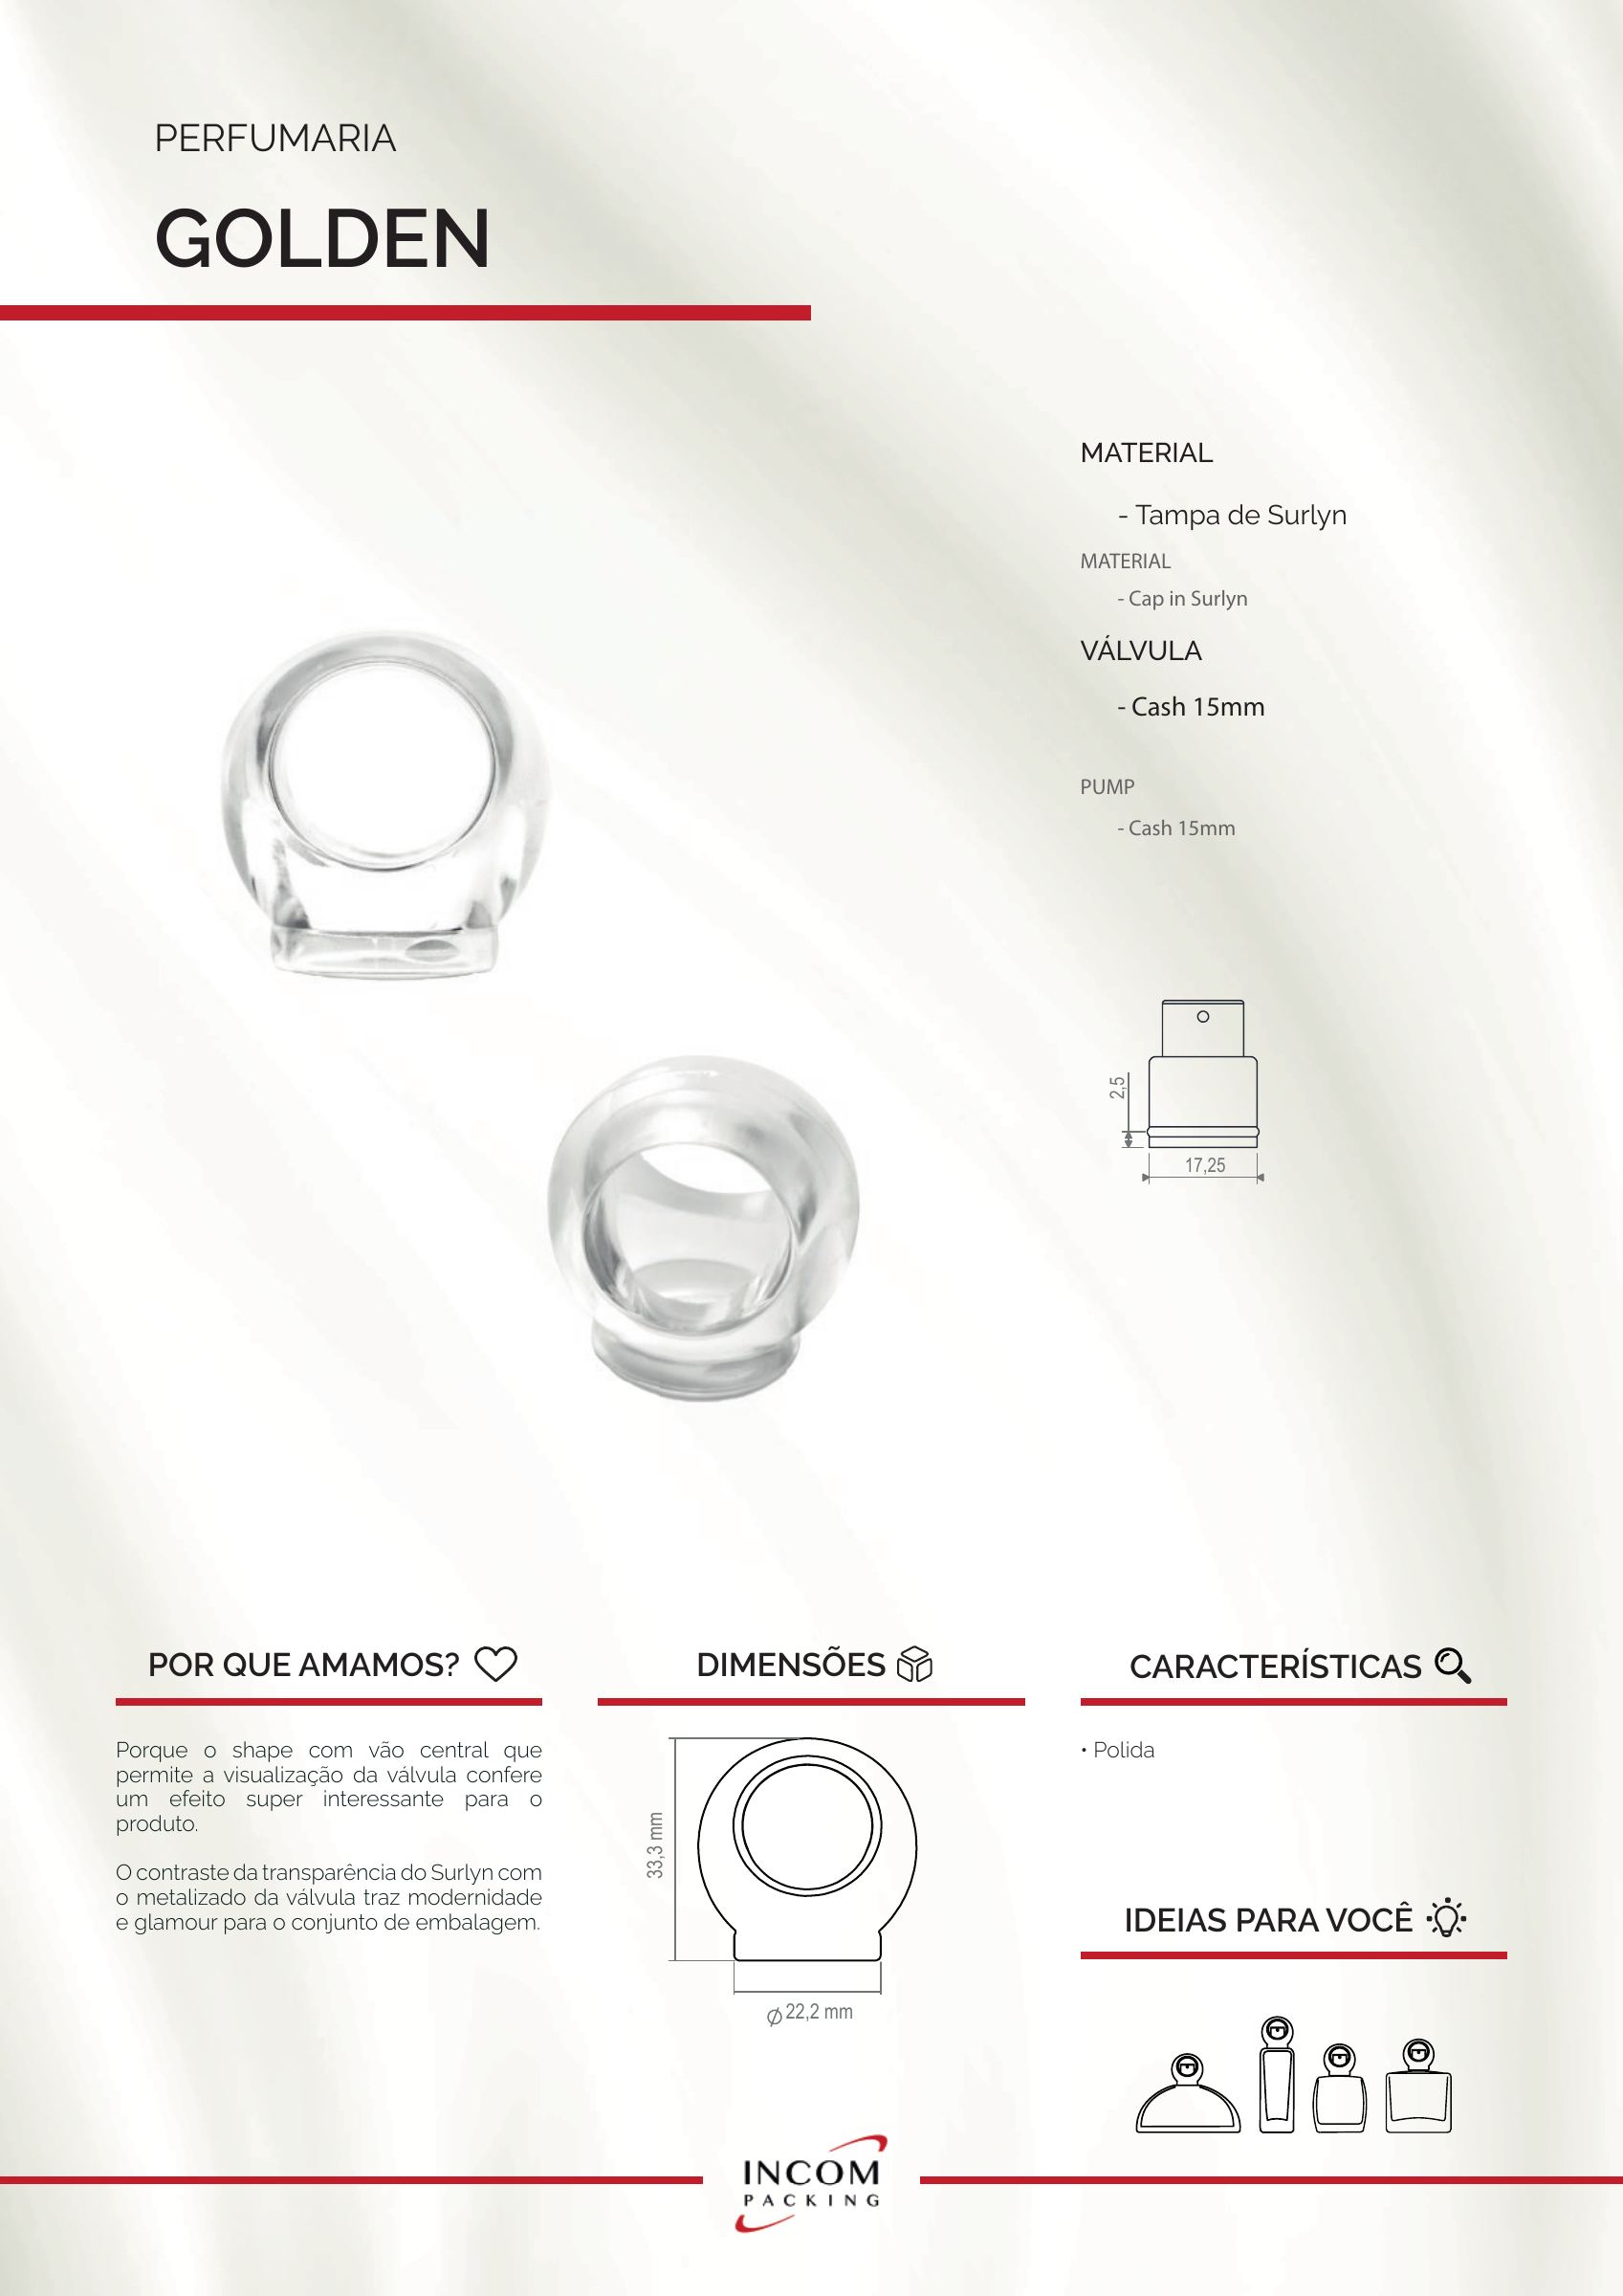 PERFUMARIA
GOLDEN
MATERIAL
- Tampa de Surlyn
MATERIAL
- Cap in Surlyn
VÁLVULA
- Cash 15mm
PUMP
- Cash 15mm
2,5
17,25
POR QUE AMAMOS?
Porque o shape com vão central que
permite a visualização da válvula confere
um efeito super interessante para o
produto.
O contraste da transparência do Surlyn com
o metalizado da válvula traz modernidade
e glamour para o conjunto de embalagem.
DIMENSÕES
33,3 mm
⌀ 22,2 mm
CARACTERÍSTICAS
• Polida
IDEIAS PARA VOCÊ
INCOM
PACKING